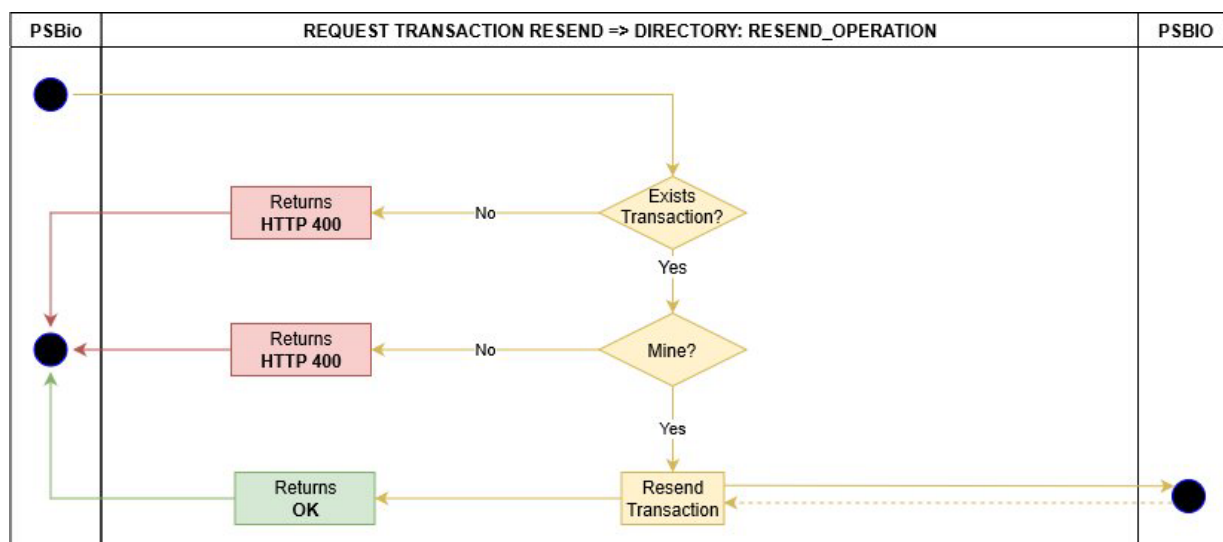 PSBio
REQUEST TRANSACTION RESEND => DIRECTORY: RESEND_OPERATION
PSBIO
Returns
HTTP 400
No
Exists
Transaction?
Yes
Returns
HTTP 400
No
Mine?
Yes
Returns
OK
Resend
Transaction